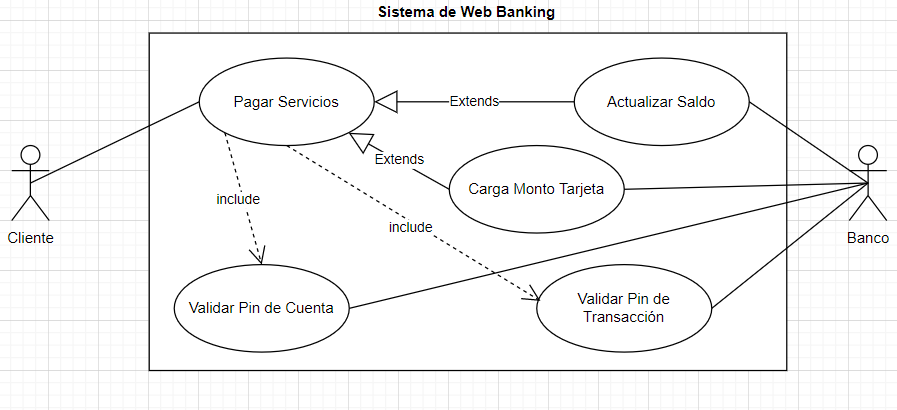 Sistema de Web Banking
Pagar Servicios
Extends
Actualizar Saldo
Extends
Carga Monto Tarjeta
include
include
Cliente
Banco
Validar Pin de Cuenta
Validar Pin de
Transacción